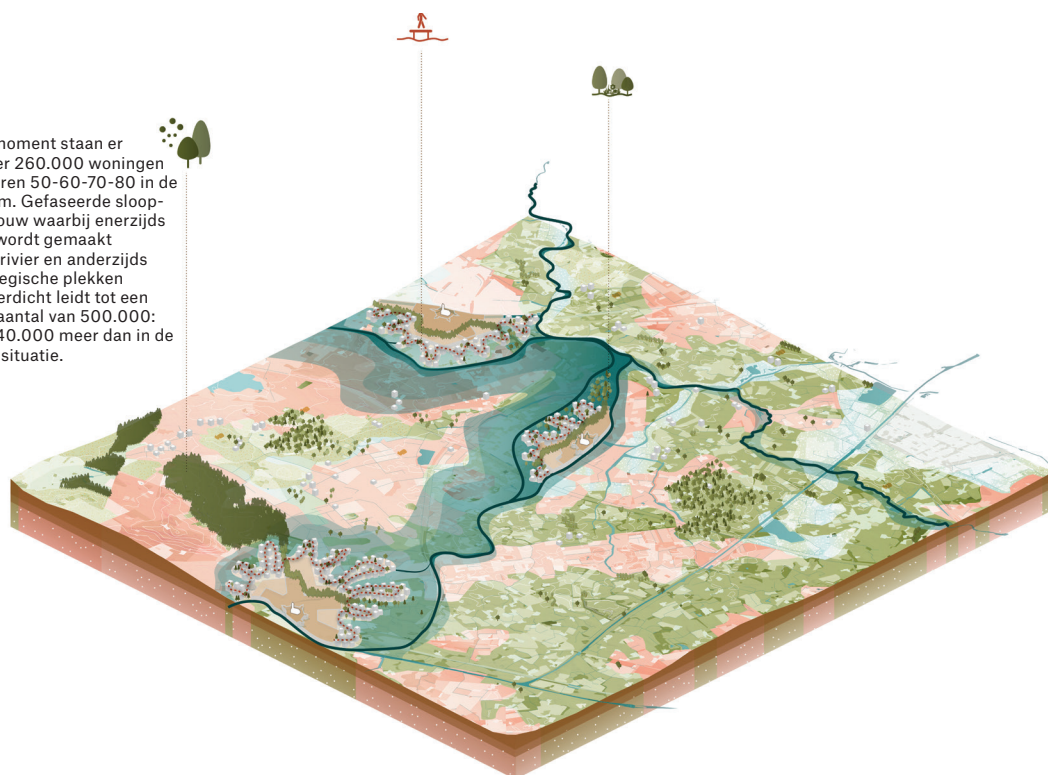 moment staan er
er 260.000 woningen
ren 50-60-70-80 in de
m. Gefaseerde sloop-
ouw waarbij enerzijds
wordt gemaakt
rivier en anderzijds
egische plekken
erdicht leidt tot een
aantal van 500.000:
40.000 meer dan in de
situatie.